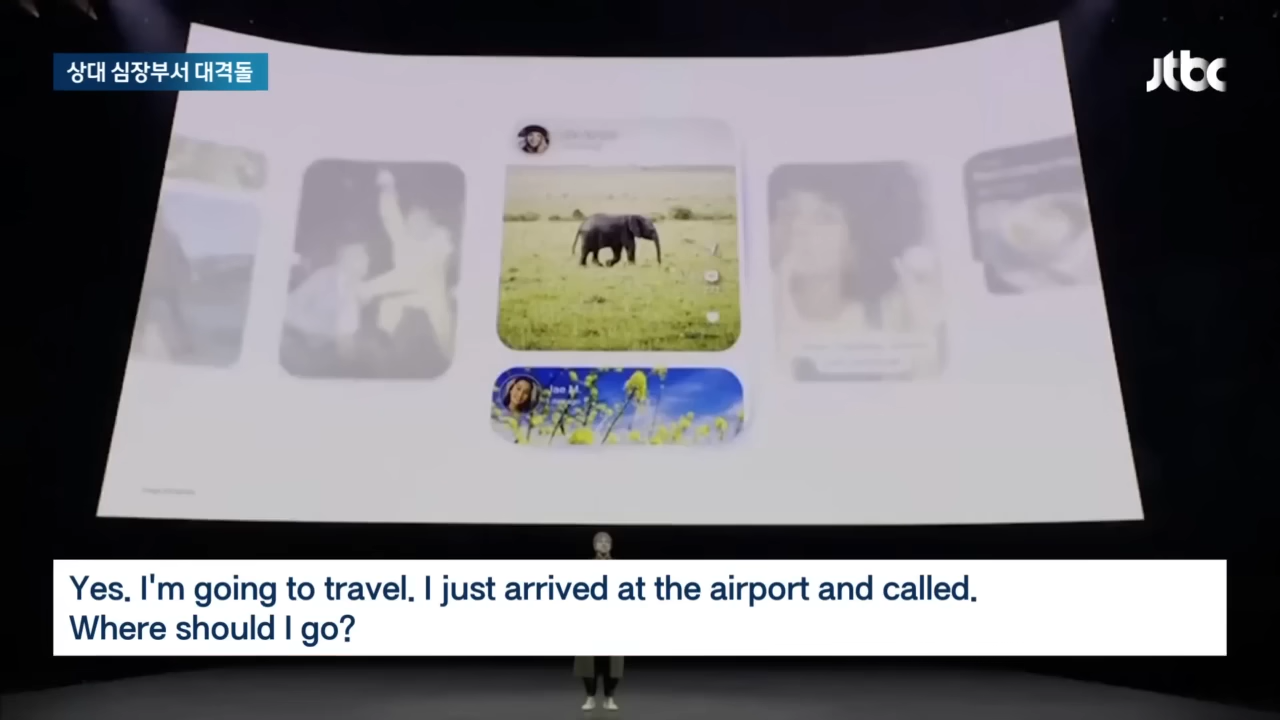 상대 심장부서 대격돌
jtbc
Yes. I'm going to travel. I just arrived at the airport and called.
Where should I go?